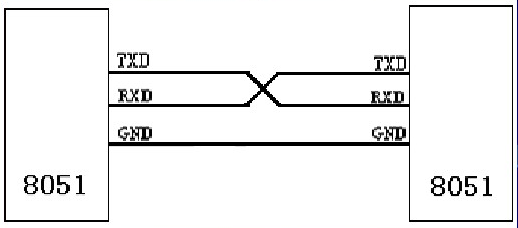 TXD TXD
RXD RXD
GND GND
8051 8051